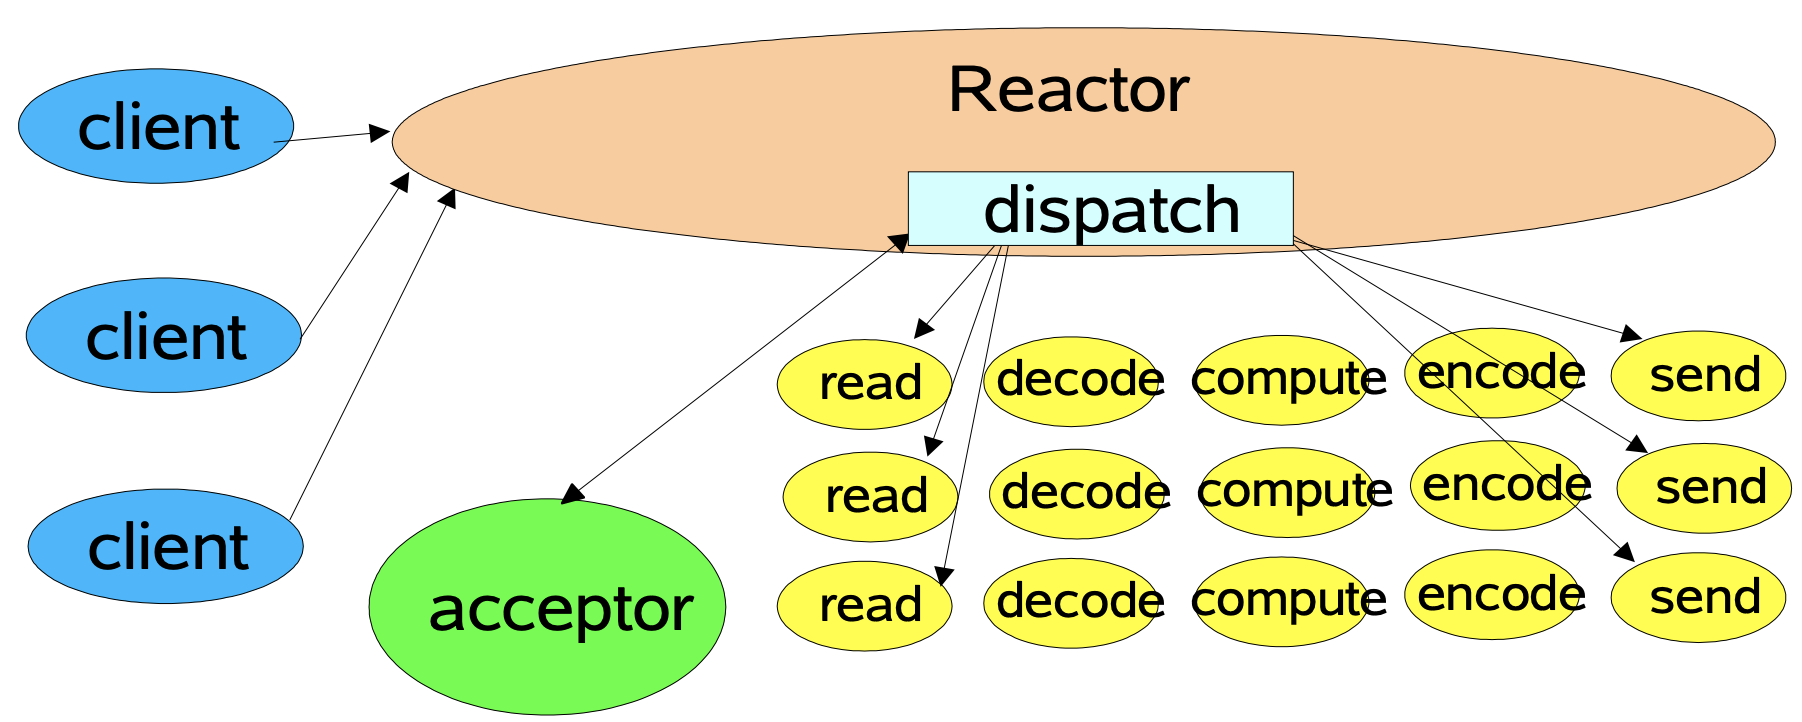 Reactor
client
dispatch
client
read decode compute encode send
read decode compute encode send
client
acceptor
read decode compute encode send